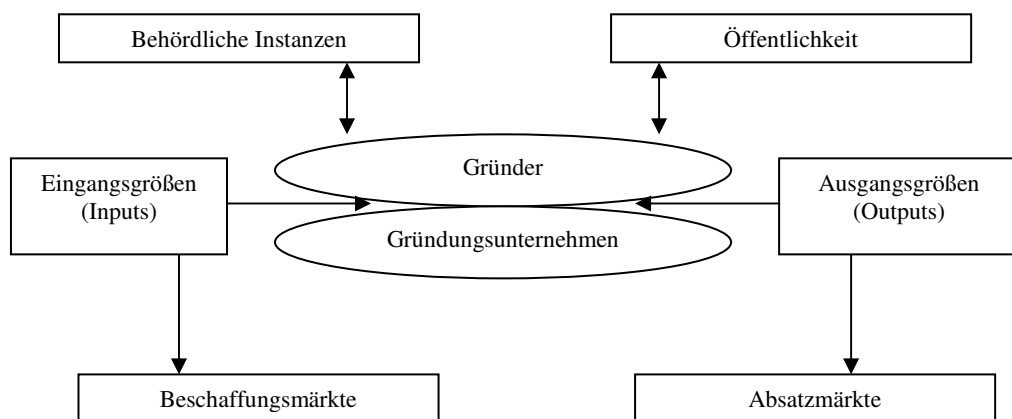 Behördliche Instanzen
Öffentlichkeit
Gründer
Eingangsgrößen
(Inputs)
Ausgangsgrößen
(Outputs)
Gründungsunternehmen
Beschaffungsmärkte
Absatzmärkte